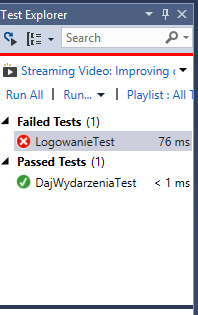 Test Explorer
Search
Streaming Video: Improving
Run All | Run... | Playlist : All T
Failed Tests (1)
LogowanieTest 76 ms
Passed Tests (1)
DajWydarzeniaTest < 1 ms